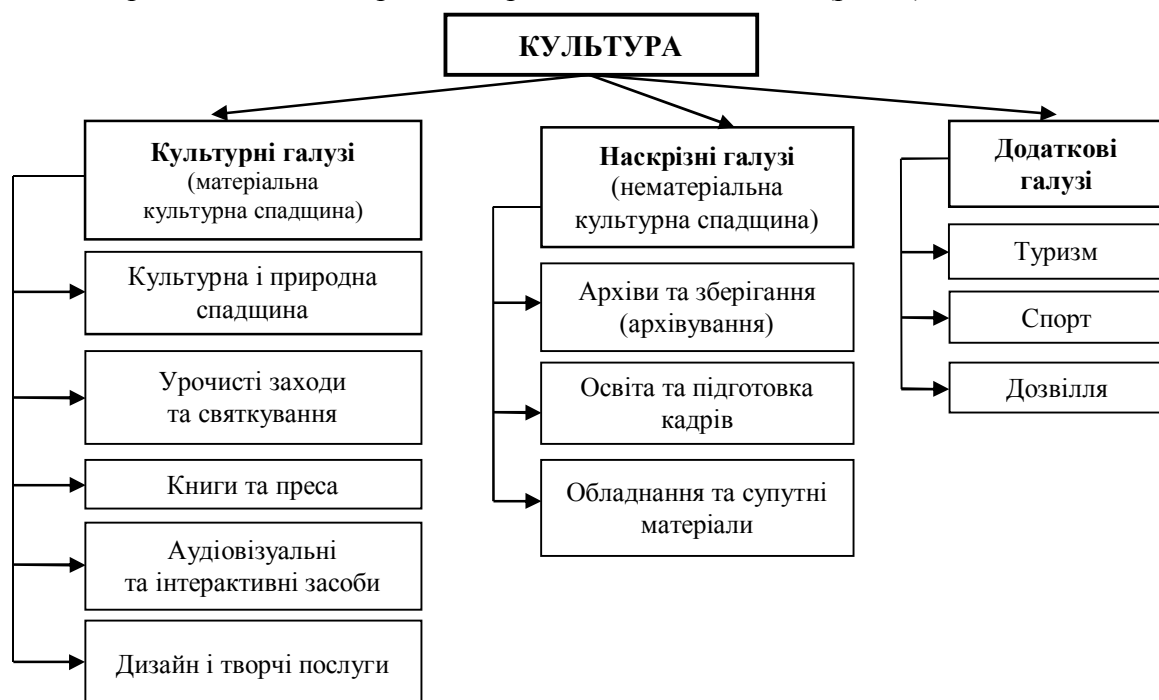 КУЛЬТУРА
Культурні галузі
(матеріальна
культурна спадщина)
Культурна і природна
спадщина
Урочисті заходи
та святкування
Книги та преса
Аудіовізуальні
та інтерактивні засоби
Дизайн і творчі послуги
Наскрізні галузі
(нематеріальна
культурна спадщина)
Архіви та зберігання
(архівування)
Освіта та підготовка
кадрів
Обладнання та супутні
матеріали
Додаткові
галузі
Туризм
Спорт
Дозвілля